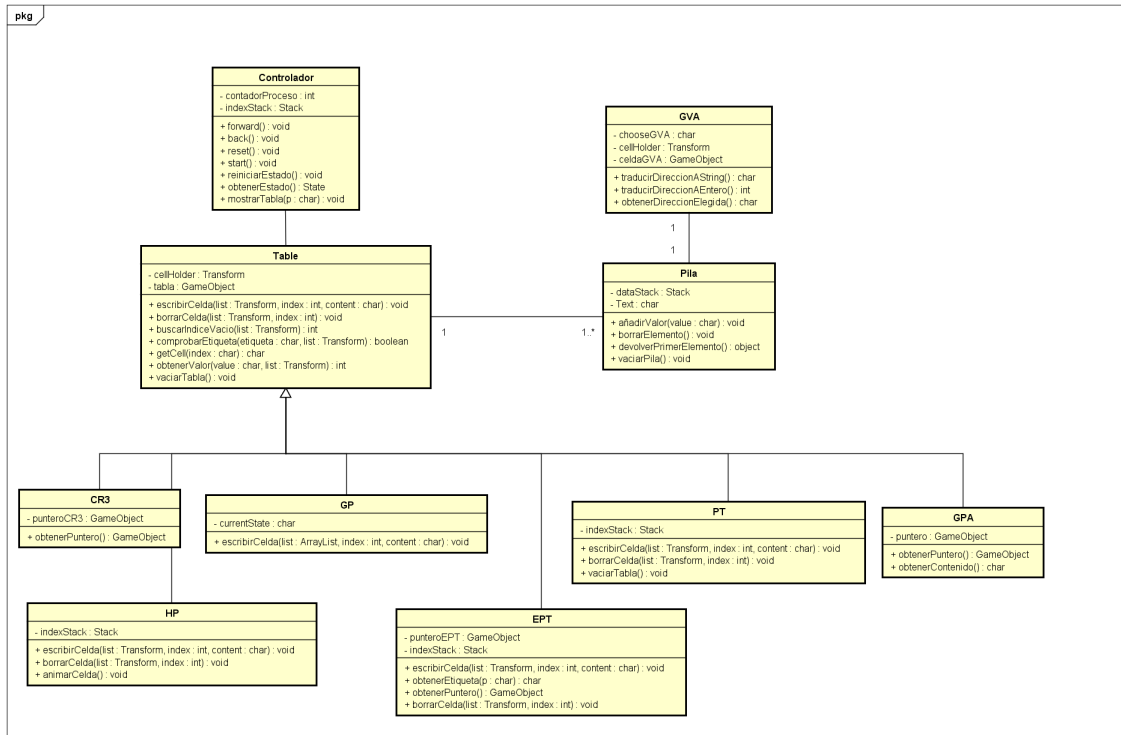 pkg
Controlador
- contadorProceso : int
- indexStack : Stack
+ forward() : void
+ back() : void
+ reset() : void
+ start() : void
+ reiniciarEstado() : void
+ obtenerEstado() : State
+ mostrarTabla(p : char) : void
GVA
- chooseGVA : char
- cellHolder : Transform
- celdaGVA : GameObject
+ traducirDireccionAString() : char
+ traducirDireccionAEntero() : int
+ obtenerDireccionElegida() : char
1
1
Table
- cellHolder : Transform
- tabla : GameObject
+ escribirCelda(list : Transform, index : int, content : char) : void
+ borrarCelda(list : Transform, index : int) : void
+ buscarIndiceVacio(list : Transform) : int
+ comprobarEtiqueta(etiqueta : char, list : Transform) : boolean
+ getCell(index : char) : char
+ obtenerValor(value : char, list : Transform) : int
+ vaciarTabla() : void
1
1..*
Pila
- dataStack : Stack
- Text : char
+ añadirValor(value : char) : void
+ borrarElemento() : void
+ devolverPrimerElemento() : object
+ vaciarPila() : void
CR3
- punteroCR3 : GameObject
+ obtenerPuntero() : GameObject
GP
- currentState : char
+ escribirCelda(list : ArrayList, index : int, content : char) : void
PT
- indexStack : Stack
+ escribirCelda(list : Transform, index : int, content : char) : void
+ borrarCelda(list : Transform, index : int) : void
+ vaciarTabla() : void
GPA
- puntero : GameObject
+ obtenerPuntero() : GameObject
+ obtenerContenido() : char
HP
- indexStack : Stack
+ escribirCelda(list : Transform, index : int, content : char) : void
+ borrarCelda(list : Transform, index : int) : void
+ animarCelda() : void
EPT
- punteroEPT : GameObject
- indexStack : Stack
+ escribirCelda(list : Transform, index : int, content : char) : void
+ obtenerEtiqueta(p : char) : char
+ obtenerPuntero() : GameObject
+ borrarCelda(list : Transform, index : int) : void